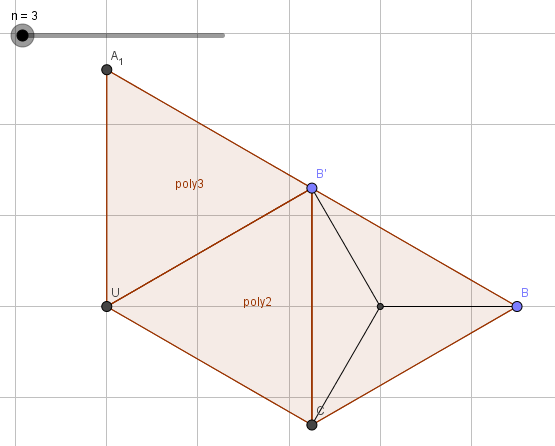 n = 3
A₁
poly3
B'
U
B
poly2
C